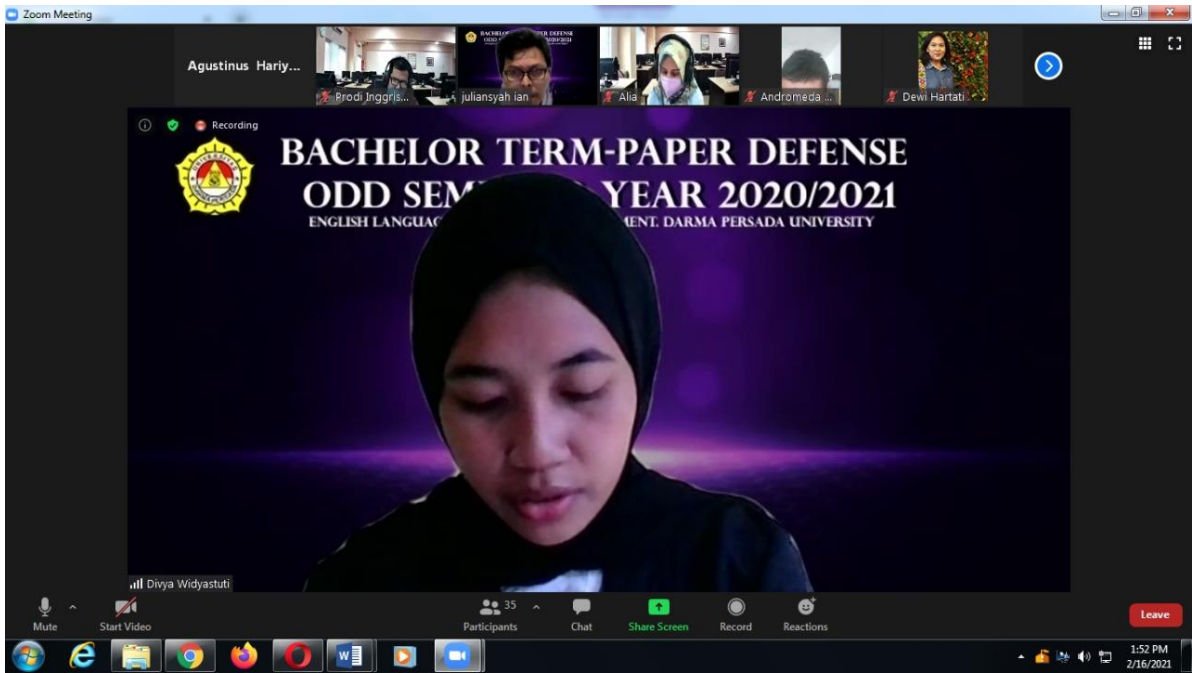 Zoom Meeting
Agustinus Hariy...
Prodi Inggris...
juliansyah ian
Alia
Andromeda ...
Dewi Hartati
Recording
BACHELOR TERM-PAPER DEFENSE
ODD SEM YEAR 2020/2021
ENGLISH LANGUAG MENT. DARMA PERSADA UNIVERSITY
Divya Widyastuti
Mute
Start Video
35
Participants
Chat
Share Screen
Record
Reactions
Leave
1:52 PM
2/16/2021